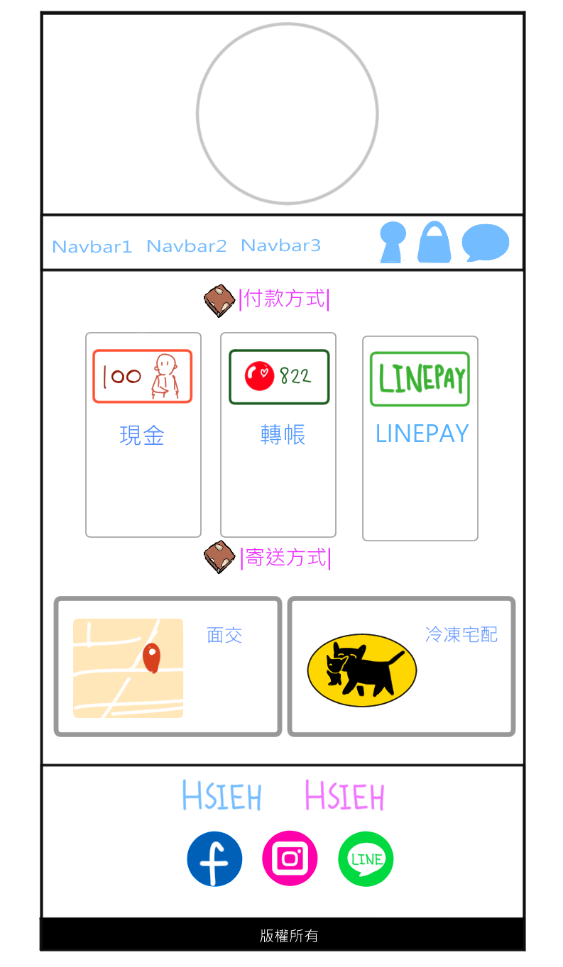 Navbar1 Navbar2 Navbar3
|付款方式|
100
822
LINEPAY
現金
轉帳
LINEPAY
|寄送方式|
面交
冷凍宅配
HSIEH HSIEH
f
LINE
版權所有